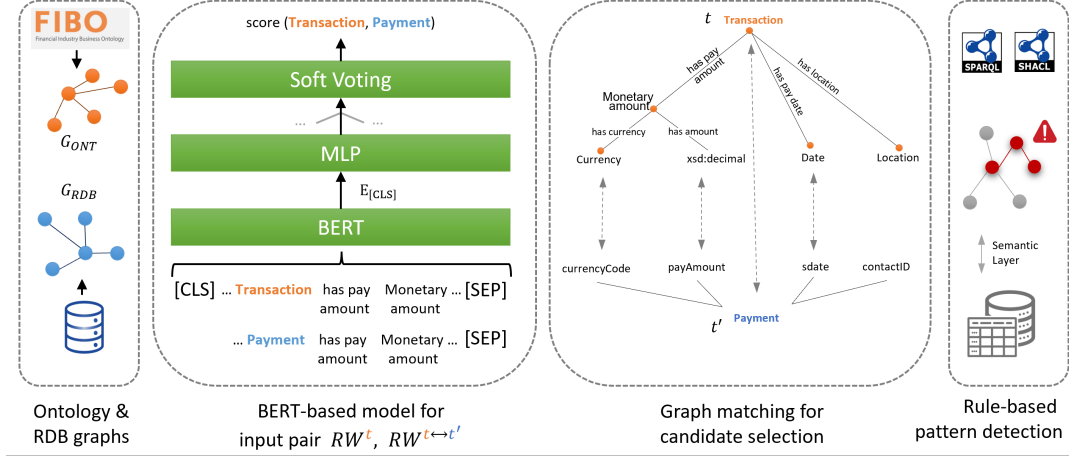 FIBO
Financial Industry Business Ontology
G_ONT
G_RDB
Ontology &
RDB graphs
score (Transaction, Payment)
Soft Voting
... ...
MLP
E[CLS]
BERT
[CLS] ... Transaction has pay amount Monetary amount ... [SEP]
... Payment has pay amount Monetary amount ... [SEP]
BERT-based model for
input pair RW^t, RW^t↔t′
t Transaction
has pay
amount
has pay date
has location
Monetary
amount
has currency has amount
Currency xsd:decimal Date Location
currencyCode payAmount sdate contactID
t′ Payment
Graph matching for
candidate selection
SPARQL SHACL
Semantic
Layer
Rule-based
pattern detection